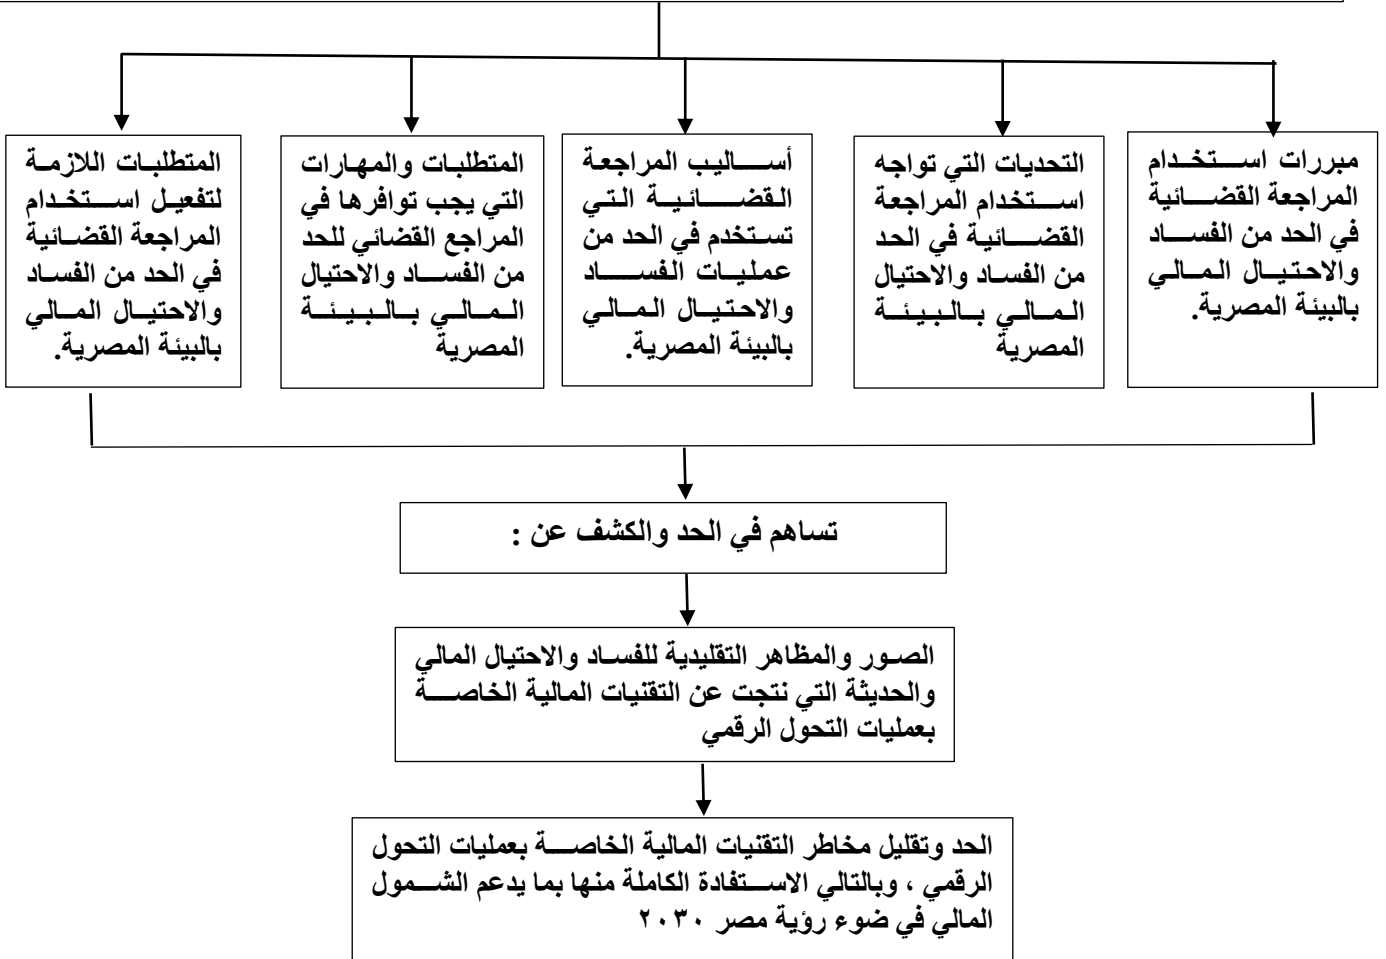 مبررات استخدام
المراجعة القضائية
في الحد من الفساد
والاحتيال المالي
بالبيئة المصرية.
التحديات التي تواجه
استخدام المراجعة
القضائية في الحد
من الفساد والاحتيال
المالي بالبيئة
المصرية
أساليب المراجعة
القضائية التي
تستخدم في الحد من
عمليات الفساد
والاحتيال المالي
بالبيئة المصرية.
المتطلبات والمهارات
التي يجب توافرها في
المراجع القضائي للحد
من الفساد والاحتيال
المالي بالبيئة
المصرية
المتطلبات اللازمة
لتفعيل استخدام
المراجعة القضائية
في الحد من الفساد
والاحتيال المالي
بالبيئة المصرية.
تساهم في الحد والكشف عن :
الصور والمظاهر التقليدية للفساد والاحتيال المالي
والحديثة التي نتجت عن التقنيات المالية الخاصة
بعمليات التحول الرقمي
الحد وتقليل مخاطر التقنيات المالية الخاصة بعمليات التحول
الرقمي ، وبالتالي الاستفادة الكاملة منها بما يدعم الشمول
المالي في ضوء رؤية مصر ٢٠٣٠